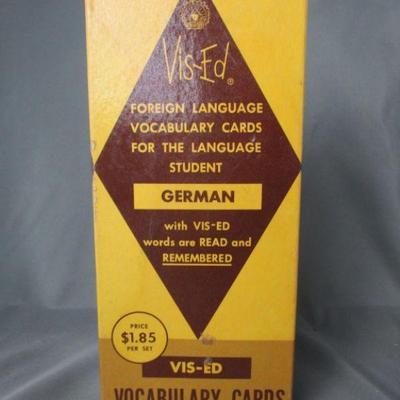 Vis-Ed®
FOREIGN LANGUAGE
VOCABULARY CARDS
FOR THE LANGUAGE
STUDENT
GERMAN
with VIS-ED
words are READ and
REMEMBERED
PRICE
$1.85
PER SET
VIS-ED
VOCABULARY CARDS